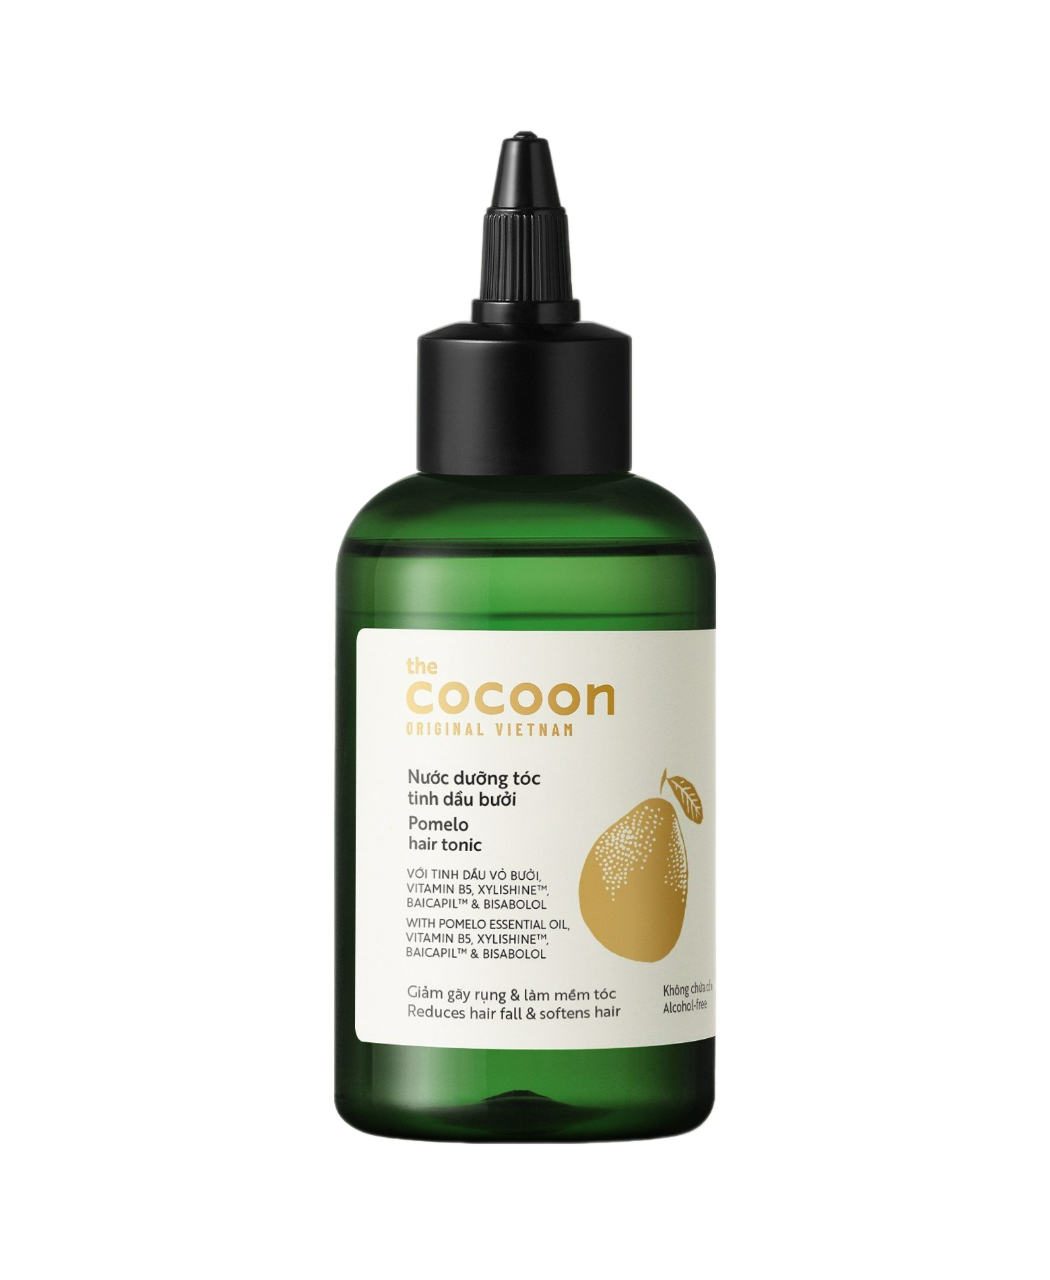 the
cocoon
ORIGINAL VIETNAM
Nước dưỡng tóc
tinh dầu bưởi
Pomelo
hair tonic
VỚI TINH DẦU VỎ BƯỞI,
VITAMIN B5, XYLISHINE™,
BAICAPIL™ & BISABOLOL
WITH POMELO ESSENTIAL OIL,
VITAMIN B5, XYLISHINE™,
BAICAPIL™ & BISABOLOL
Giảm gãy rụng & làm mềm tóc
Reduces hair fall & softens hair
Không chứa
Alcohol-free